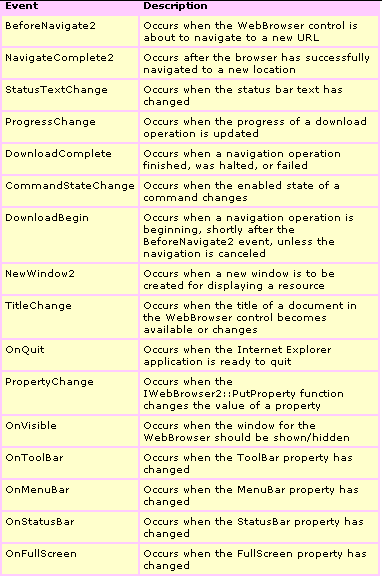 Event Description
BeforeNavigate2 Occurs when the WebBrowser control is
about to navigate to a new URL
NavigateComplete2 Occurs after the browser has successfully
navigated to a new location
StatusTextChange Occurs when the status bar text has
changed
ProgressChange Occurs when the progress of a download
operation is updated
DownloadComplete Occurs when a navigation operation
finished, was halted, or failed
CommandStateChange Occurs when the enabled state of a
command changes
DownloadBegin Occurs when a navigation operation is
beginning, shortly after the
BeforeNavigate2 event, unless the
navigation is canceled
NewWindow2 Occurs when a new window is to be
created for displaying a resource
TitleChange Occurs when the title of a document in
the WebBrowser control becomes
available or changes
OnQuit Occurs when the Internet Explorer
application is ready to quit
PropertyChange Occurs when the
IWebBrowser2::PutProperty function
changes the value of a property
OnVisible Occurs when the window for the
WebBrowser should be shown/hidden
OnToolBar Occurs when the ToolBar property has
changed
OnMenuBar Occurs when the MenuBar property has
changed
OnStatusBar Occurs when the StatusBar property has
changed
OnFullScreen Occurs when the FullScreen property has
changed